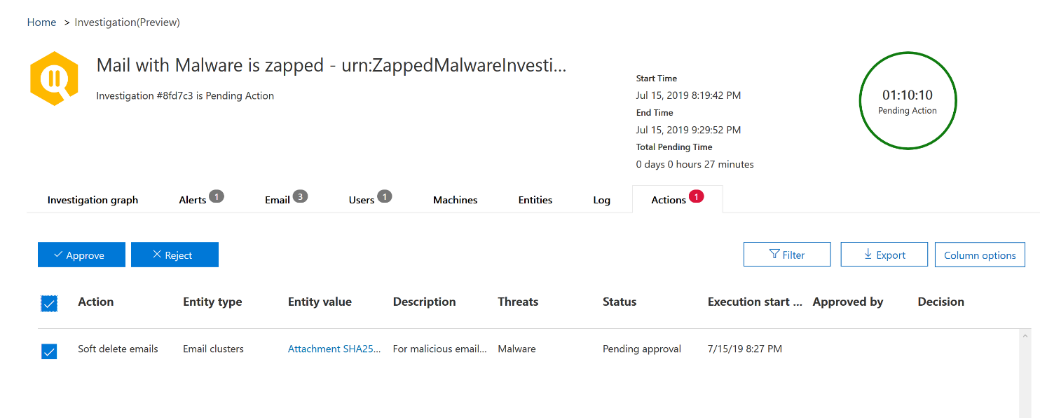 Home > Investigation(Preview)
Mail with Malware is zapped - urn:ZappedMalwareInvesti...
Investigation #8fd7c3 is Pending Action
Start Time
Jul 15, 2019 8:19:42 PM
End Time
Jul 15, 2019 9:29:52 PM
Total Pending Time
0 days 0 hours 27 minutes
01:10:10
Pending Action
Investigation graph Alerts 1 Email 3 Users 1 Machines Entities Log Actions 1
Approve Reject Filter Export Column options
Action Entity type Entity value Description Threats Status Execution start ... Approved by Decision
Soft delete emails Email clusters Attachment SHA25... For malicious email... Malware Pending approval 7/15/19 8:27 PM